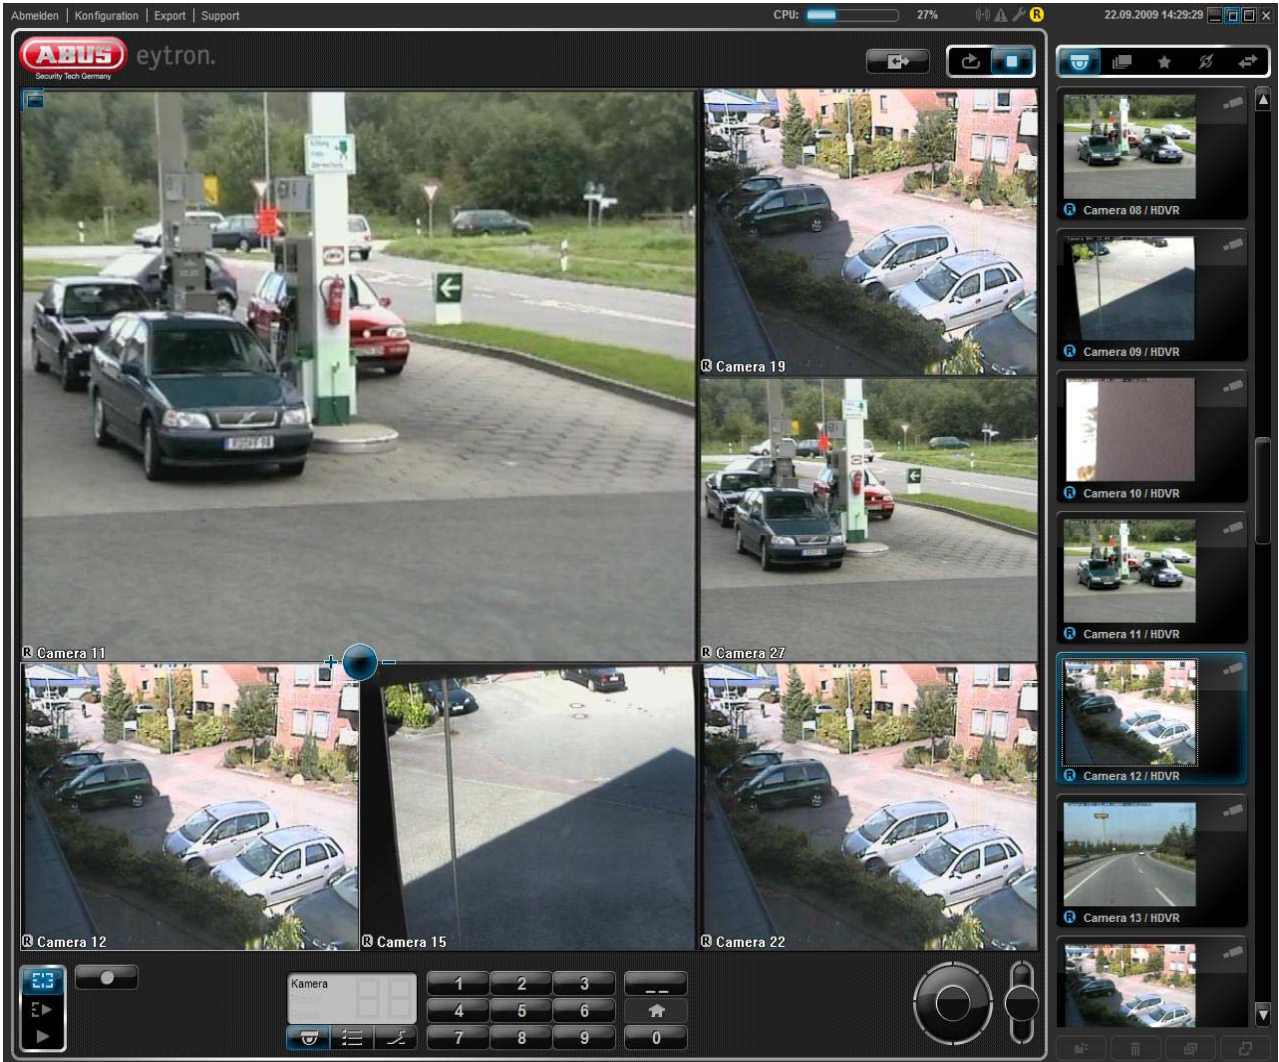 Abmelden | Konfiguration | Export | Support
CPU: 27% R 22.09.2009 14:29:29
ABUS eytron.
Security Tech Germany
R Camera 11
R Camera 19
R Camera 27
R Camera 12
R Camera 15
R Camera 22
R Camera 08 / HDVR
R Camera 09 / HDVR
R Camera 10 / HDVR
R Camera 11 / HDVR
R Camera 12 / HDVR
R Camera 13 / HDVR
Kamera
1 2 3 _ _
4 5 6
7 8 9 0